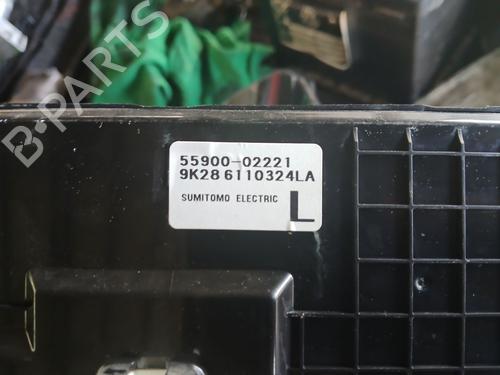 B-PARTS
55900-02221
9K28 6110324LA
SUMITOMO ELECTRIC L